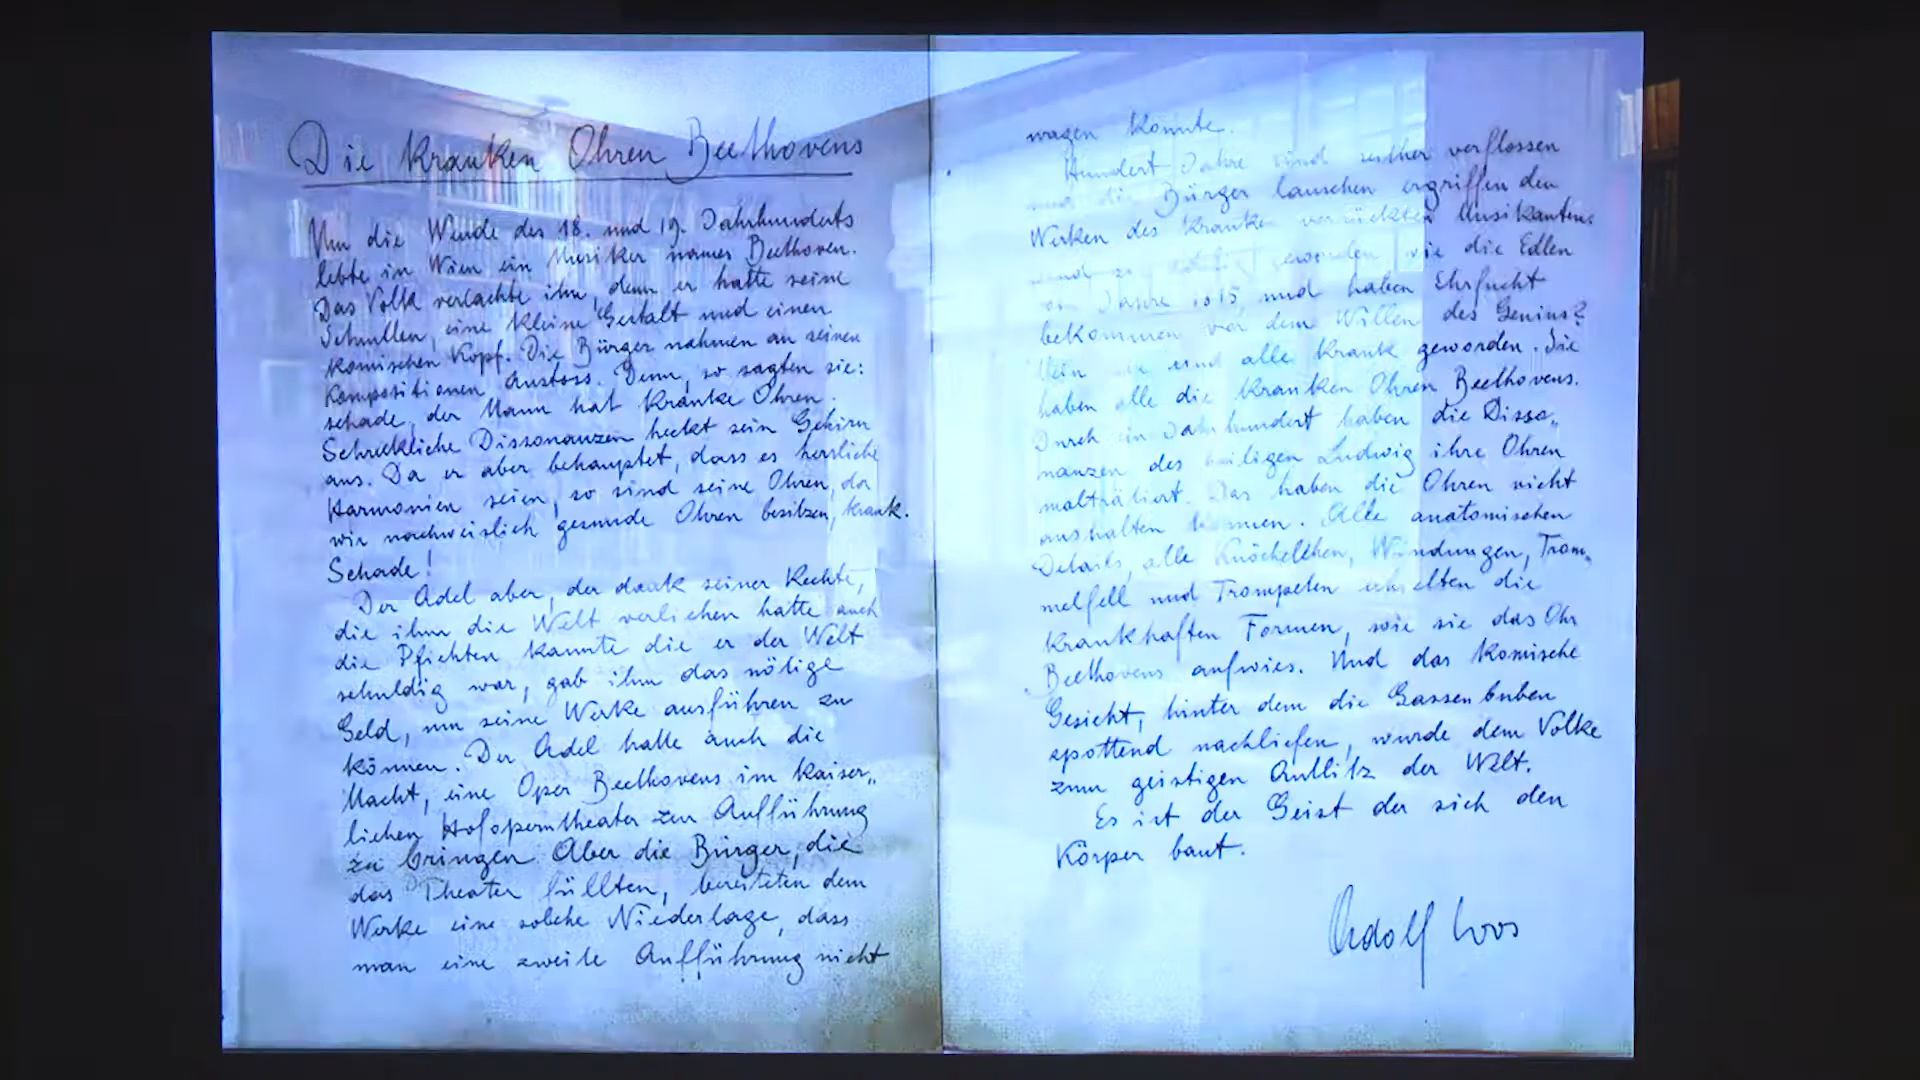 Die Kranken Ohren Beethovens
Um die Wende des 18. und 19. Jahrhunderts
lebte in Wien ein Musiker names Beethoven.
Das Volk verlachte ihn, denn er hatte seine
Schrullen, eine kleine Gestalt und einen
komischen Kopf. Die Bürger nahmen an seinen
Kompositionen Anstoss. Denn, so sagten sie:
schade, der Mann hat kranke Ohren.
Schreckliche Dissonanzen heckt sein Gehirn
aus. Da er aber behauptet, dass es herrliche
Harmonien seien, so sind seine Ohren, da
wir nachweislich gesunde Ohren besitzen, krank.
Schade!
Der Adel aber, der dank seiner Rechte,
die ihm die Welt verliehen hatte auch
die Pflichten kannte die er der Welt
schuldig war, gab ihm das nötige
Geld, um seine Werke aufführen zu
können. Der Adel hatte auch die
Macht, eine Oper Beethovens im kaiser„
lichen Hofoperntheater zur Aufführung
zu bringen. Aber die Bürger, die
das Theater füllten, bereiteten dem
Werke eine solche Niederlage, dass
man eine zweite Aufführung nicht
wagen konnte.
Hundert Jahre sind seither verflossen
und die Bürger lauschen ergriffen den
Werken des kranken verrückten Musikanten.
sind geworden wie die Edlen
vom Jahre 1815 und haben Ehrfucht
bekommen vor dem Willen des Genius?
Nein sie sind alle krank geworden. Sie
haben alle die kranken Ohren Beethovens.
Durch ein Jahrhundert haben die Disso„
nanzen des heiligen Ludwig ihre Ohren
malträtiert. Das haben die Ohren nicht
aushalten können. Alle anatomischen
Details, alle Knöchelchen, Windungen, Trom„
melfell und Trompeten erhielten die
krankhaften Formen, wie sie das Ohr
Beethovens aufwies. Und das komische
Gesicht, hinter dem die Gassenbuben
spottend nachliefen, wurde dem Volke
zum geistigen Antlitz der Welt.
Es ist der Geist der sich den
Körper baut.
Adolf Loos